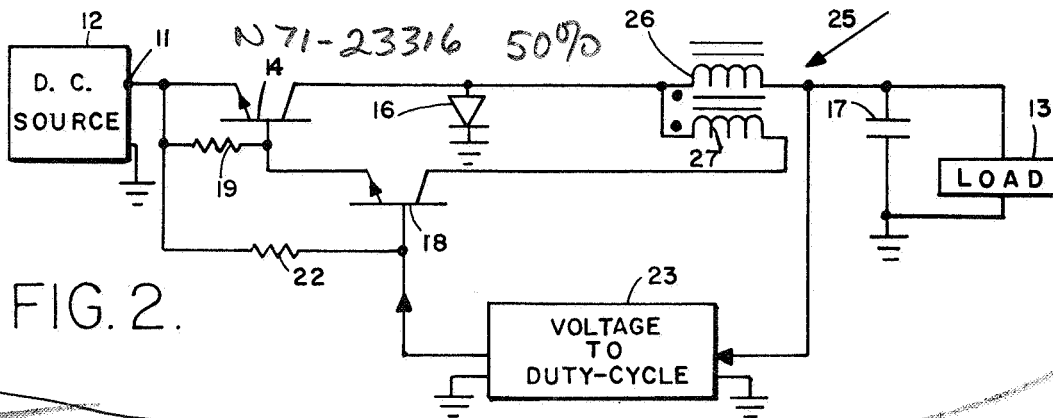 12
11
N71-23316 50%
26
25
D. C.
SOURCE
14
16
17
13
LOAD
19
27
18
22
23
VOLTAGE
TO
DUTY-CYCLE
FIG. 2.